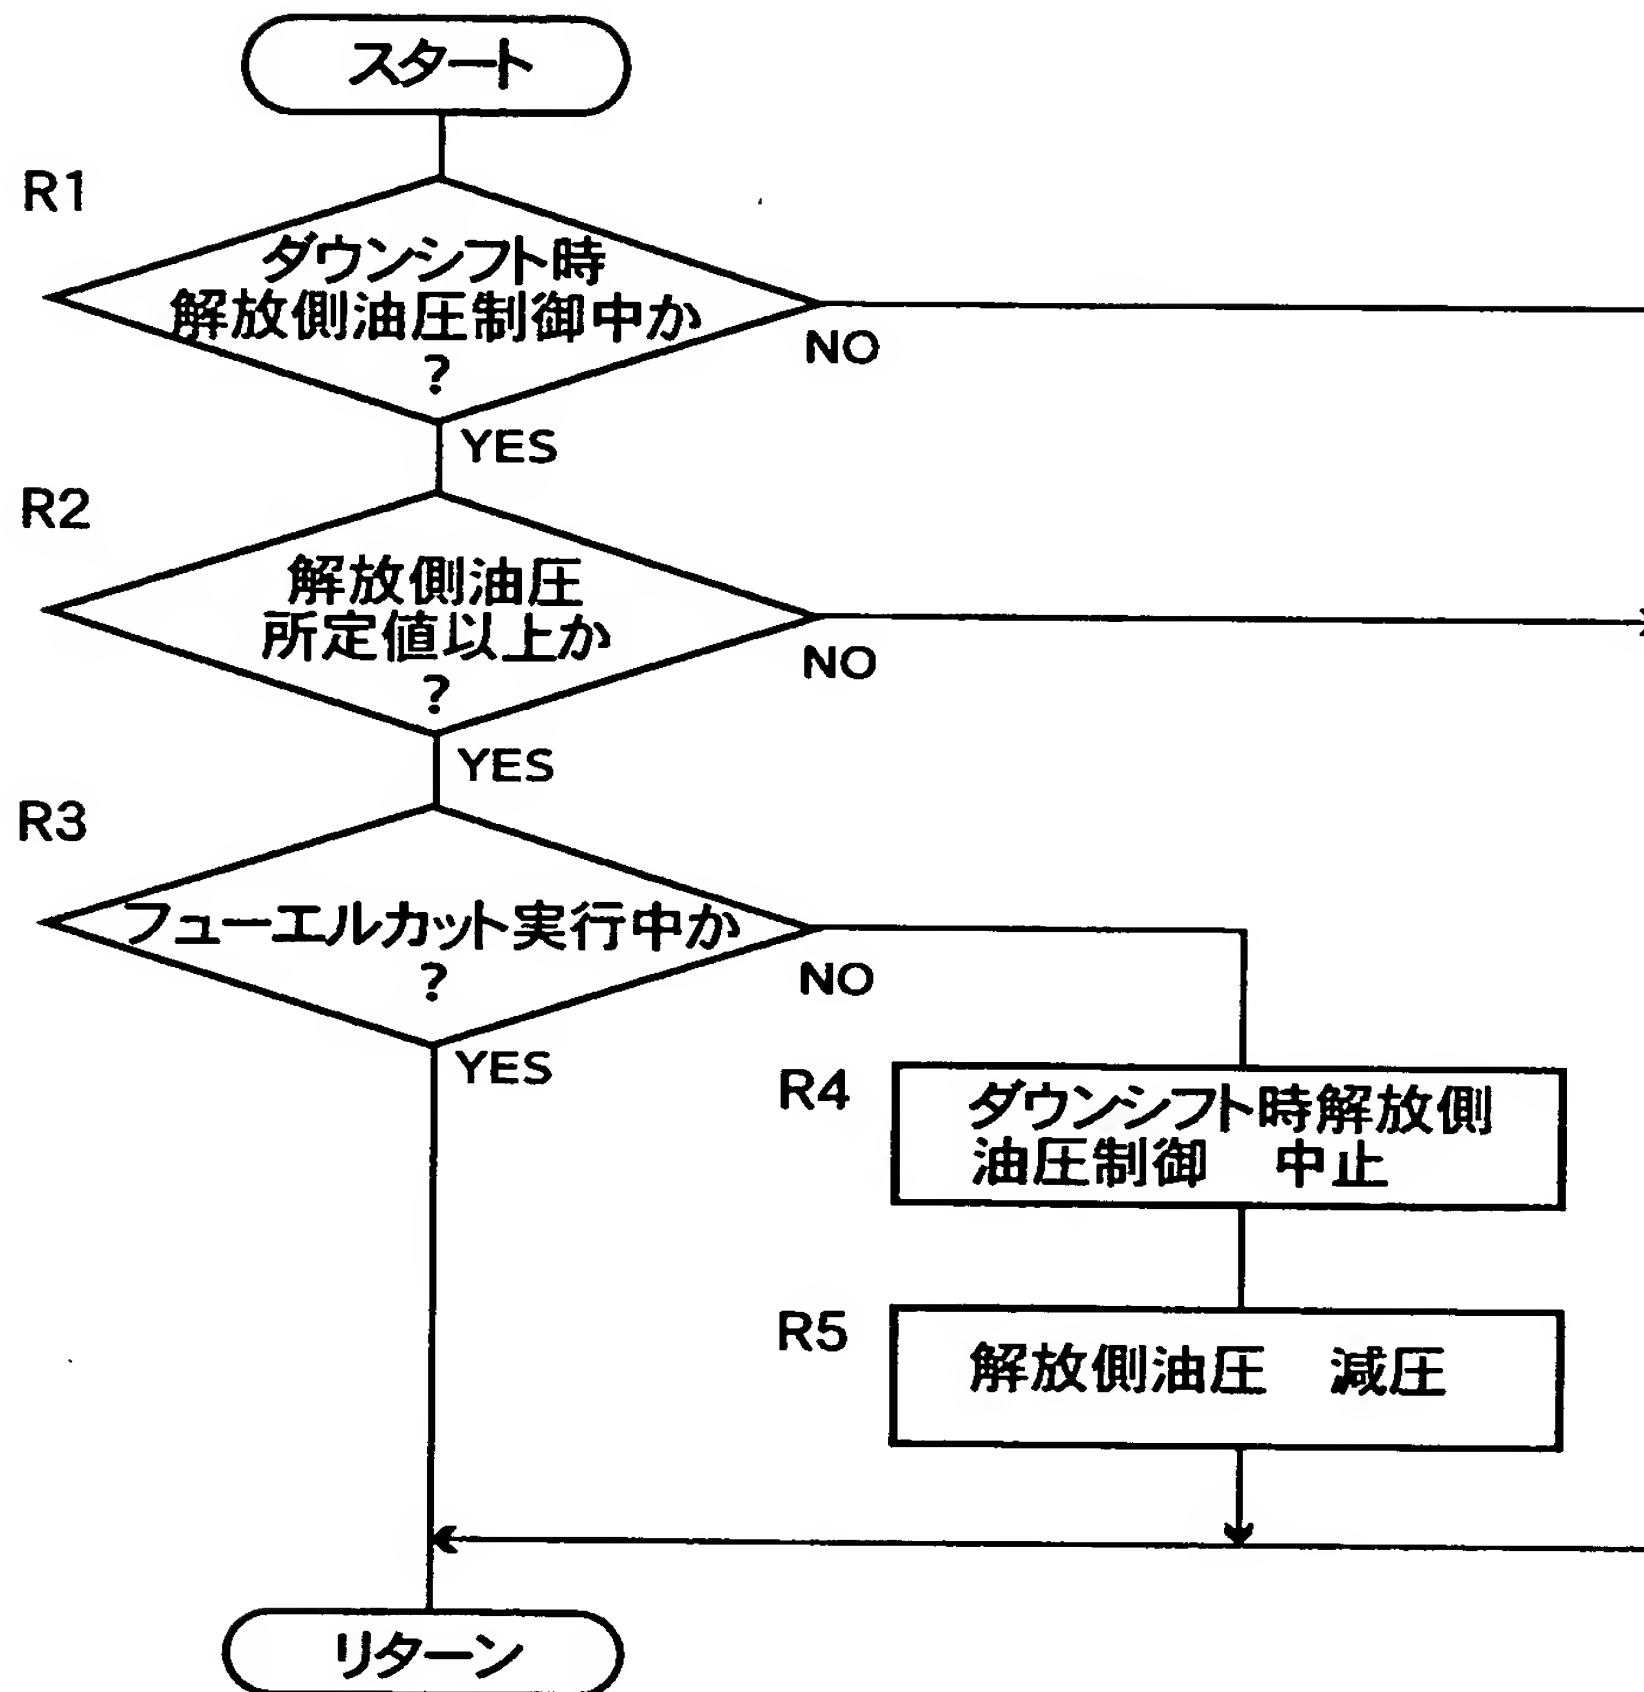 スタート
R1
ダウンシフト時
解放側油圧制御中か
?
NO
YES
R2
解放側油圧
所定値以上か
?
NO
YES
R3
フューエルカット実行中か
?
NO
YES
R4
ダウンシフト時解放側
油圧制御　中止
R5
解放側油圧　減圧
リターン